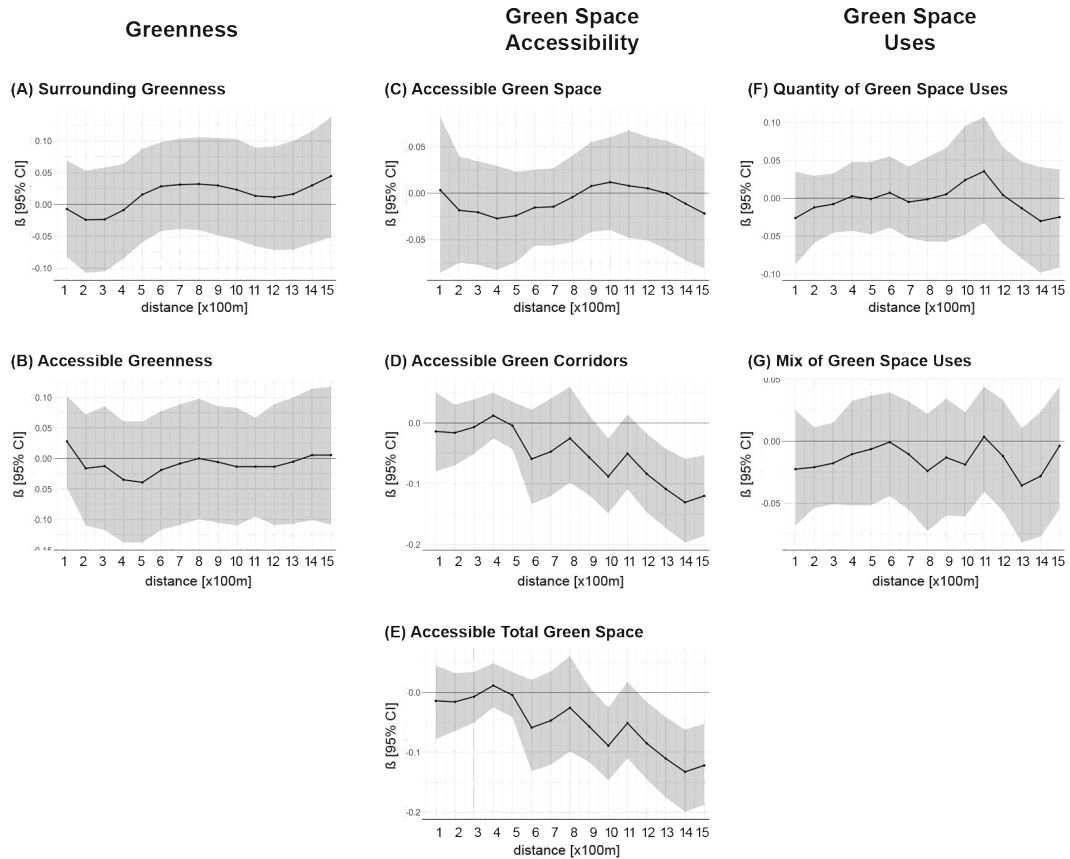 Greenness
Green Space
Accessibility
Green Space
Uses
(A) Surrounding Greenness
0.10
0.05
0.00
-0.05
-0.10
ß [95% CI]
1 2 3 4 5 6 7 8 9 10 11 12 13 14 15
distance [x100m]
(C) Accessible Green Space
0.05
0.00
-0.05
ß [95% CI]
1 2 3 4 5 6 7 8 9 10 11 12 13 14 15
distance [x100m]
(F) Quantity of Green Space Uses
0.10
0.05
0.00
-0.05
-0.10
ß [95% CI]
1 2 3 4 5 6 7 8 9 10 11 12 13 14 15
distance [x100m]
(B) Accessible Greenness
0.10
0.05
0.00
0.05
0.10
ß [95% CI]
1 2 3 4 5 6 7 8 9 10 11 12 13 14 15
distance [x100m]
(D) Accessible Green Corridors
0.0
-0.1
-0.2
ß [95% CI]
1 2 3 4 5 6 7 8 9 10 11 12 13 14 15
distance [x100m]
(G) Mix of Green Space Uses
0.05
0.00
-0.05
ß [95% CI]
1 2 3 4 5 6 7 8 9 10 11 12 13 14 15
distance [x100m]
(E) Accessible Total Green Space
0.0
-0.1
-0.2
ß [95% CI]
1 2 3 4 5 6 7 8 9 10 11 12 13 14 15
distance [x100m]